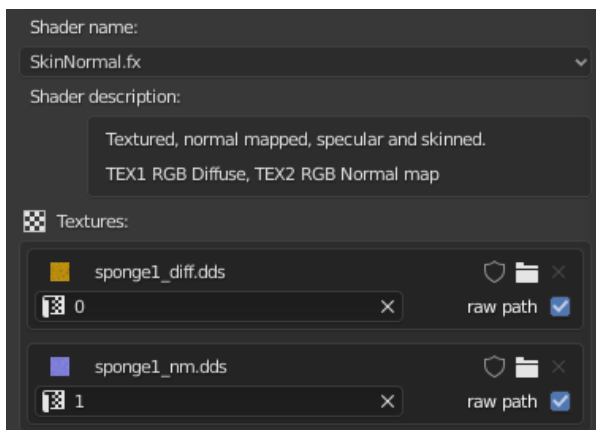 Shader name:
SkinNormal.fx
Shader description:
Textured, normal mapped, specular and skinned.
TEX1 RGB Diffuse, TEX2 RGB Normal map
Textures:
sponge1_diff.dds
0
raw path
sponge1_nm.dds
1
raw path